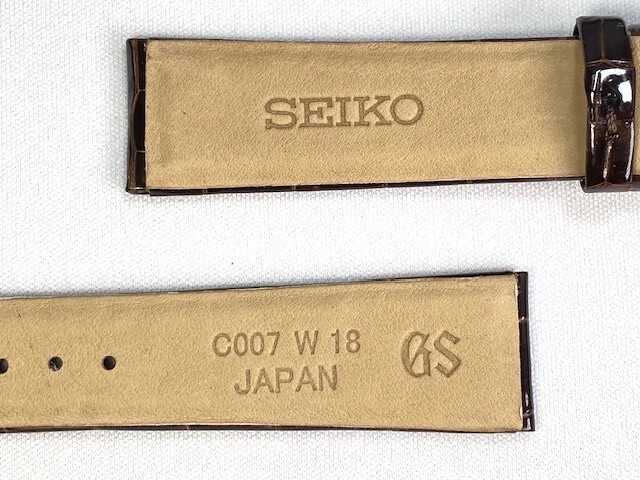 SEIKO
C007 W 18
JAPAN
GS